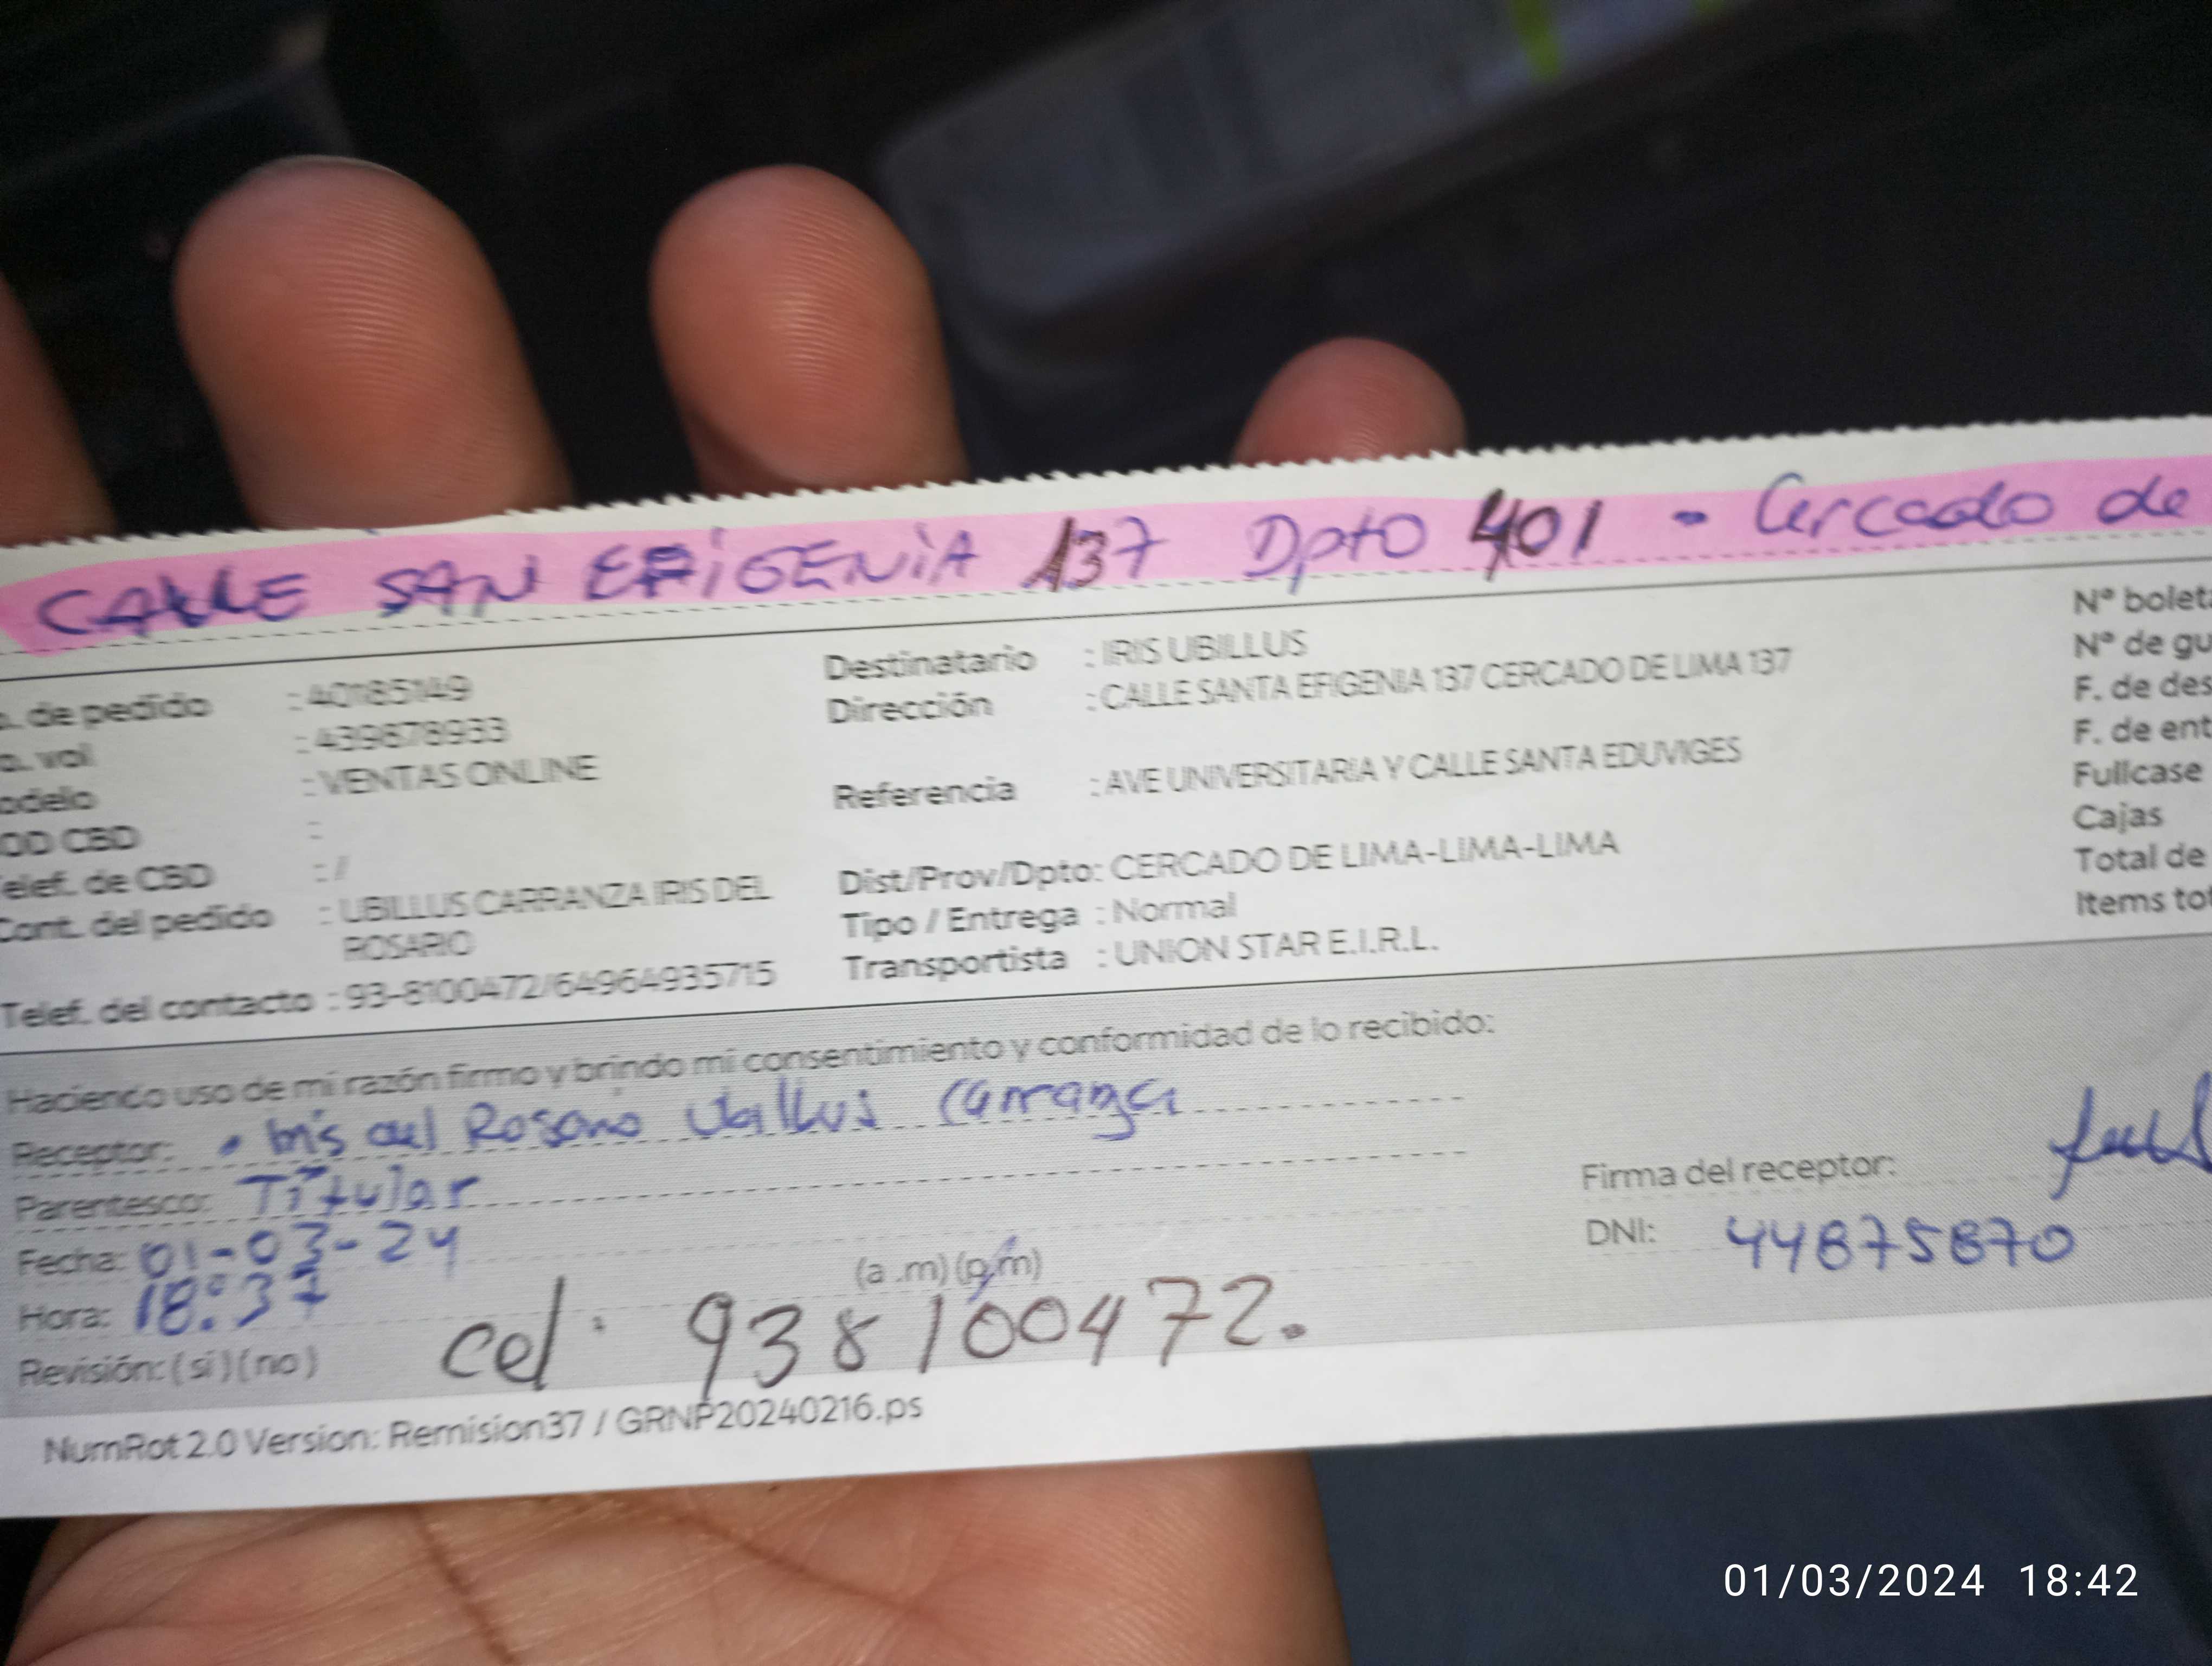 CALLE SAN EFIGENIA 137 Dpto 401 - Cercado de
o. de pedido : 40185149
o. vol : 439878933
odelo : VENTAS ONLINE
OD CBD :
elef. de CBD : /
Cont. del pedido : UBILLUS CARRANZA IRIS DEL
ROSARIO
Telef. del contacto : 93-8100472/64964935715
Destinatario : IRIS UBILLUS
Dirección : CALLE SANTA EFIGENIA 137 CERCADO DE LIMA 137
Referencia : AVE UNIVERSITARIA Y CALLE SANTA EDUVIGES
Dist/Prov/Dpto: CERCADO DE LIMA-LIMA-LIMA
Tipo / Entrega : Normal
Transportista : UNION STAR E.I.R.L.
Nº boleta
Nº de gu
F. de des
F. de ent
Fullcase
Cajas
Total de
Items tot
Haciendo uso de mi razón firmo y brindo mi consentimiento y conformidad de lo recibido:
Receptor: • Iris del Rosario Ubillus Carranza
Parentesco: Titular
Fecha: 01-03-24
Hora: 18:37 (a .m) (p.m)
Revisión: (si) (no)
cel: 938100472.
Firma del receptor:
DNI: 44875870
NumRot 2.0 Version: Remision37 / GRNP20240216.ps
01/03/2024 18:42